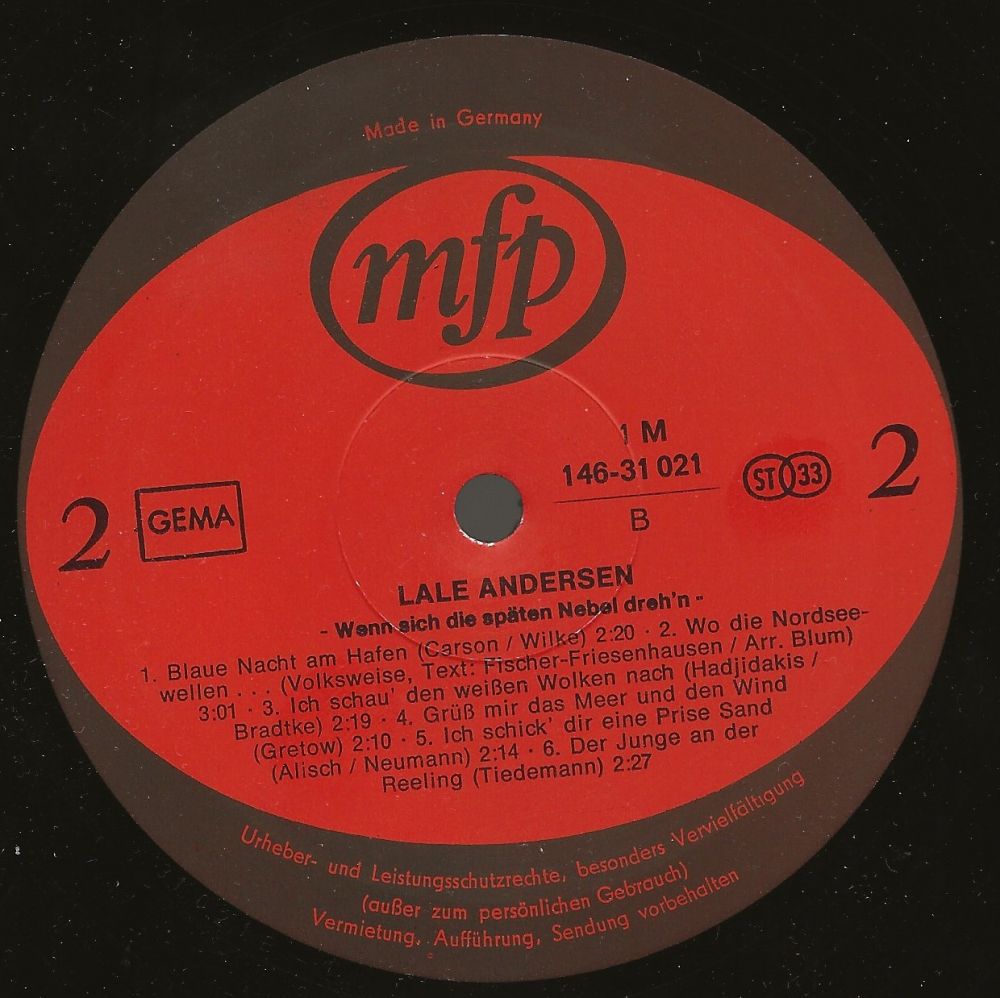 Made in Germany
mfp
1 M
146-31 021
B
ST 33
2
2
GEMA
LALE ANDERSEN
- Wenn sich die späten Nebel dreh'n -
1. Blaue Nacht am Hafen (Carson / Wilke) 2:20 · 2. Wo die Nordsee-
wellen . . . (Volksweise, Text: Fischer-Friesenhausen / Arr. Blum)
3:01 · 3. Ich schau' den weißen Wolken nach (Hadjidakis /
Bradtke) 2:19 · 4. Grüß mir das Meer und den Wind
(Gretow) 2:10 · 5. Ich schick' dir eine Prise Sand
(Alisch / Neumann) 2:14 · 6. Der Junge an der
Reeling (Tiedemann) 2:27
Urheber- und Leistungsschutzrechte, besonders Vervielfältigung
(außer zum persönlichen Gebrauch)
Vermietung, Aufführung, Sendung vorbehalten